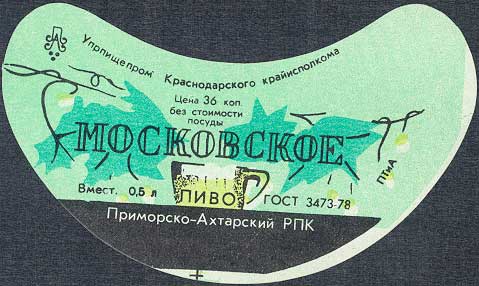 Упрпищепром Краснодарского крайисполкома
Цена 36 коп.
без стоимости
посуды
МОСКОВСКОЕ
ПТиА
Вмест. 0,5 л
ПИВО
ГОСТ 3473-78
Приморско-Ахтарский РПК